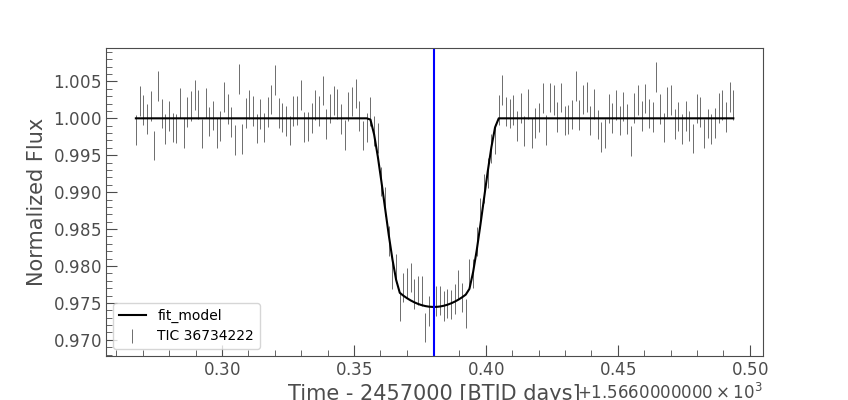 Normalized Flux
1.005
1.000
0.995
0.990
0.985
0.980
0.975
0.970
fit_model
TIC 36734222
0.30 0.35 0.40 0.45 0.50
Time - 2457000 [BTJD days]
+1.5660000000 × 10³